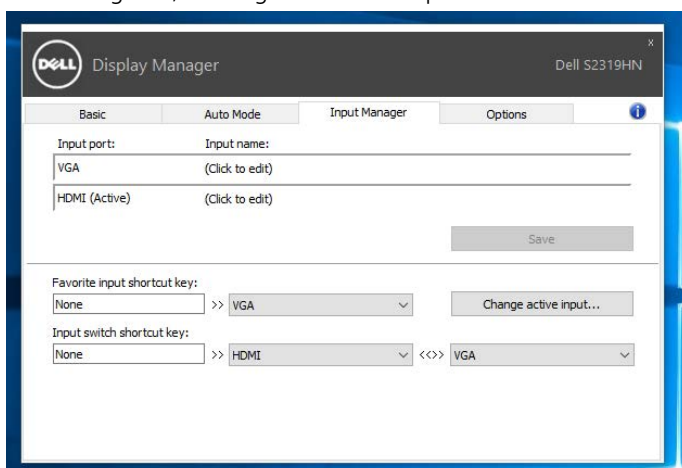 DELL Display Manager Dell S2319HN x
Basic Auto Mode Input Manager Options i
Input port: Input name:
VGA (Click to edit)
HDMI (Active) (Click to edit)
Save
Favorite input shortcut key:
None >> VGA Change active input...
Input switch shortcut key:
None >> HDMI <<>> VGA